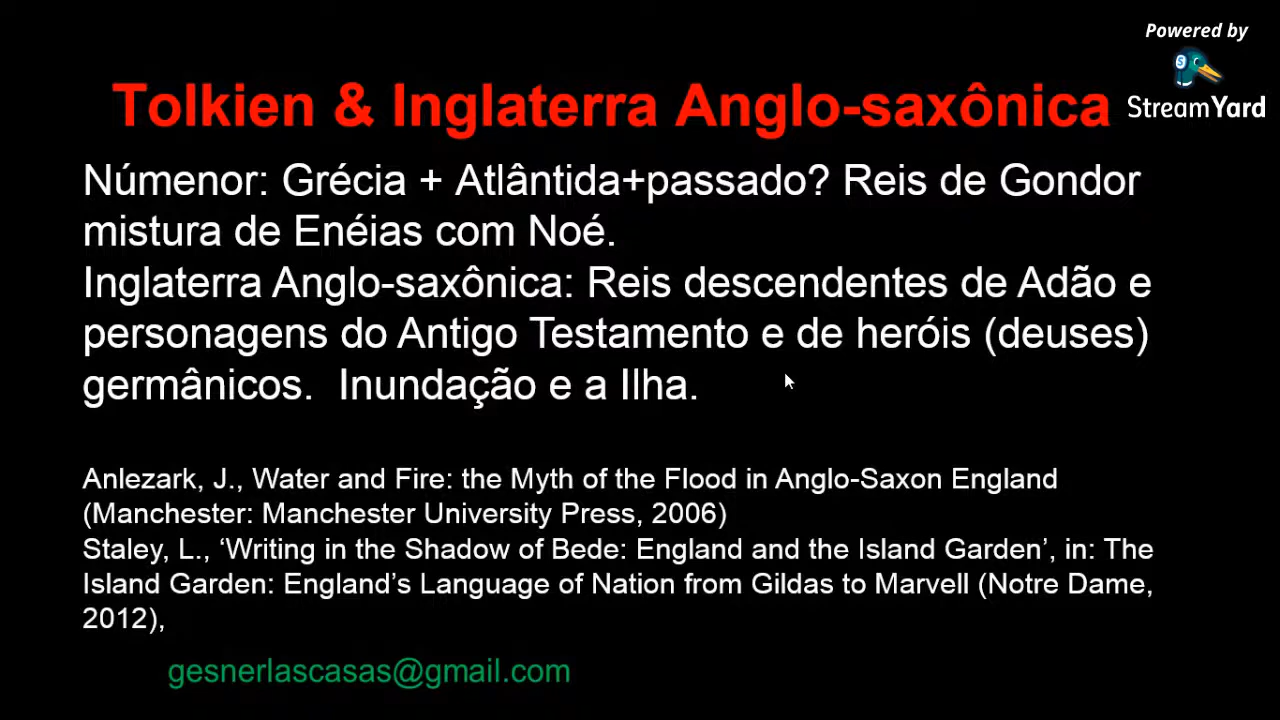 Powered by
StreamYard
Tolkien & Inglaterra Anglo-saxônica
Númenor: Grécia + Atlântida+passado? Reis de Gondor
mistura de Enéias com Noé.
Inglaterra Anglo-saxônica: Reis descendentes de Adão e
personagens do Antigo Testamento e de heróis (deuses)
germânicos.  Inundação e a Ilha.
Anlezark, J., Water and Fire: the Myth of the Flood in Anglo-Saxon England
(Manchester: Manchester University Press, 2006)
Staley, L., ‘Writing in the Shadow of Bede: England and the Island Garden’, in: The
Island Garden: England’s Language of Nation from Gildas to Marvell (Notre Dame,
2012),
gesnerlascasas@gmail.com